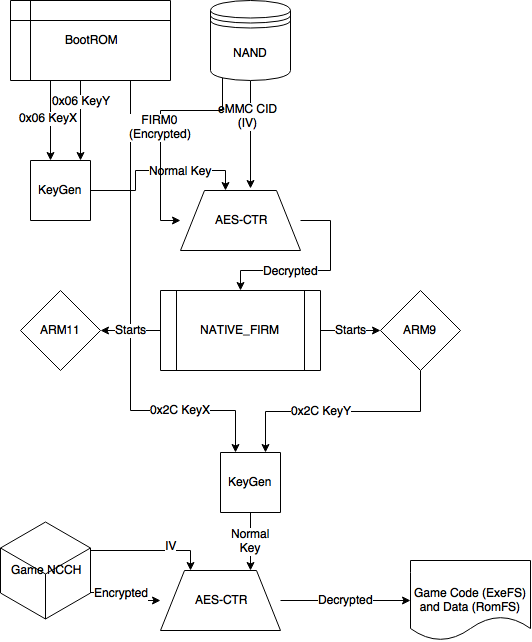 BootROM
NAND
0x06 KeyY
0x06 KeyX
eMMC CID
(IV)
FIRM0
(Encrypted)
KeyGen
Normal Key
AES-CTR
Decrypted
ARM11
Starts
NATIVE_FIRM
Starts
ARM9
0x2C KeyX
0x2C KeyY
KeyGen
Normal
Key
IV
Game NCCH
Encrypted
AES-CTR
Decrypted
Game Code (ExeFS)
and Data (RomFS)